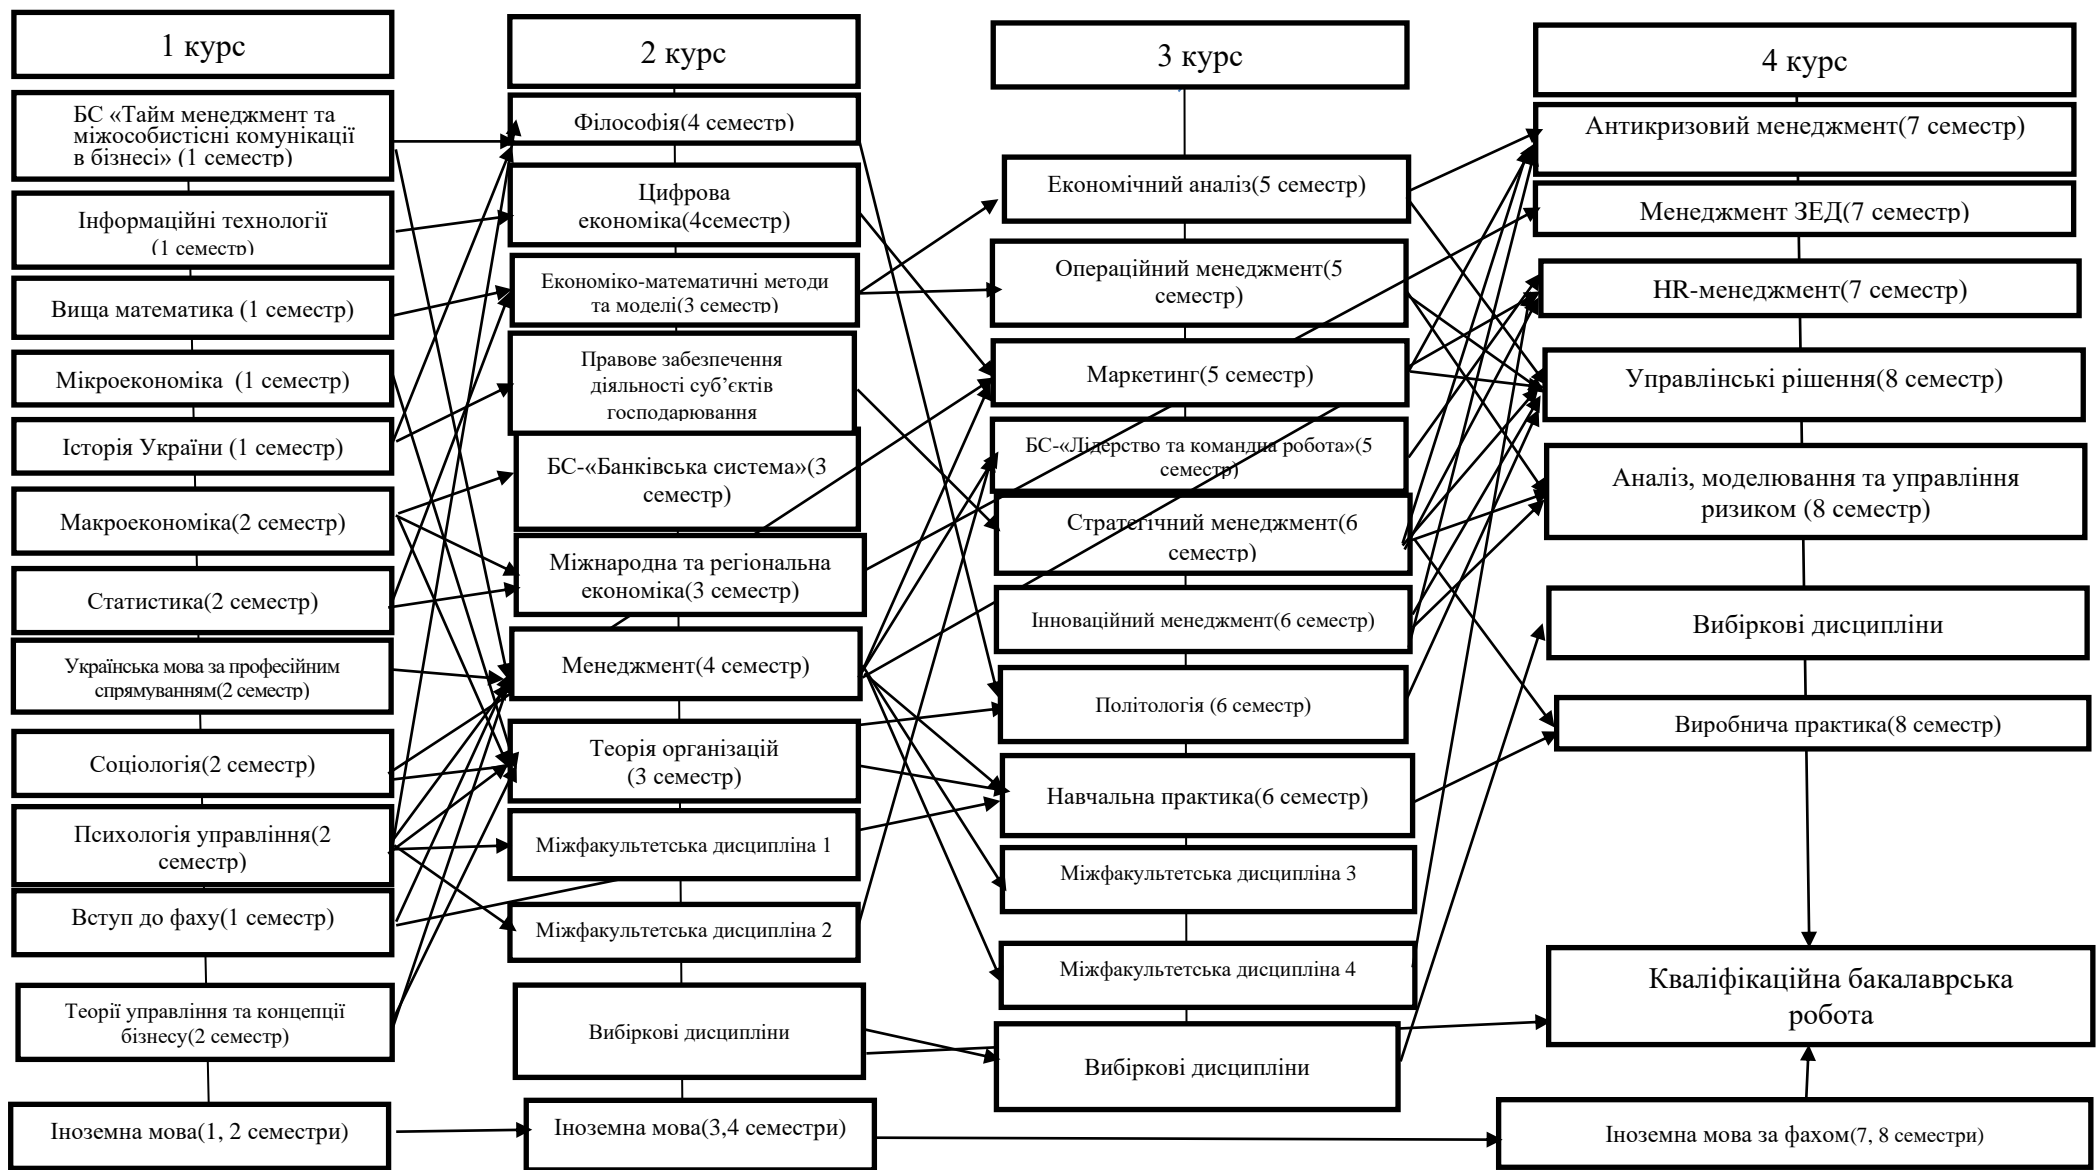 1 курс
БС «Тайм менеджмент та
міжособистісні комунікації
в бізнесі» (1 семестр)
Інформаційні технології
(1 семестр)
Вища математика (1 семестр)
Мікроекономіка (1 семестр)
Історія України (1 семестр)
Макроекономіка(2 семестр)
Статистика(2 семестр)
Українська мова за професійним
спрямуванням(2 семестр)
Соціологія(2 семестр)
Психологія управління(2
семестр)
Вступ до фаху(1 семестр)
Теорії управління та концепції
бізнесу(2 семестр)
Іноземна мова(1, 2 семестри)
2 курс
Філософія(4 семестр)
Цифрова
економіка(4семестр)
Економіко-математичні методи
та моделі(3 семестр)
Правове забезпечення
діяльності суб’єктів
господарювання
БС-«Банківська система»(3
семестр)
Міжнародна та регіональна
економіка(3 семестр)
Менеджмент(4 семестр)
Теорія організацій
(3 семестр)
Міжфакультетська дисципліна 1
Міжфакультетська дисципліна 2
Вибіркові дисципліни
Іноземна мова(3,4 семестри)
3 курс
Економічний аналіз(5 семестр)
Операційний менеджмент(5
семестр)
Маркетинг(5 семестр)
БС-«Лідерство та командна робота»(5
семестр)
Стратегічний менеджмент(6
семестр)
Інноваційний менеджмент(6 семестр)
Політологія (6 семестр)
Навчальна практика(6 семестр)
Міжфакультетська дисципліна 3
Міжфакультетська дисципліна 4
Вибіркові дисципліни
4 курс
Антикризовий менеджмент(7 семестр)
Менеджмент ЗЕД(7 семестр)
HR-менеджмент(7 семестр)
Управлінські рішення(8 семестр)
Аналіз, моделювання та управління
ризиком (8 семестр)
Вибіркові дисципліни
Виробнича практика(8 семестр)
Кваліфікаційна бакалаврська
робота
Іноземна мова за фахом(7, 8 семестри)